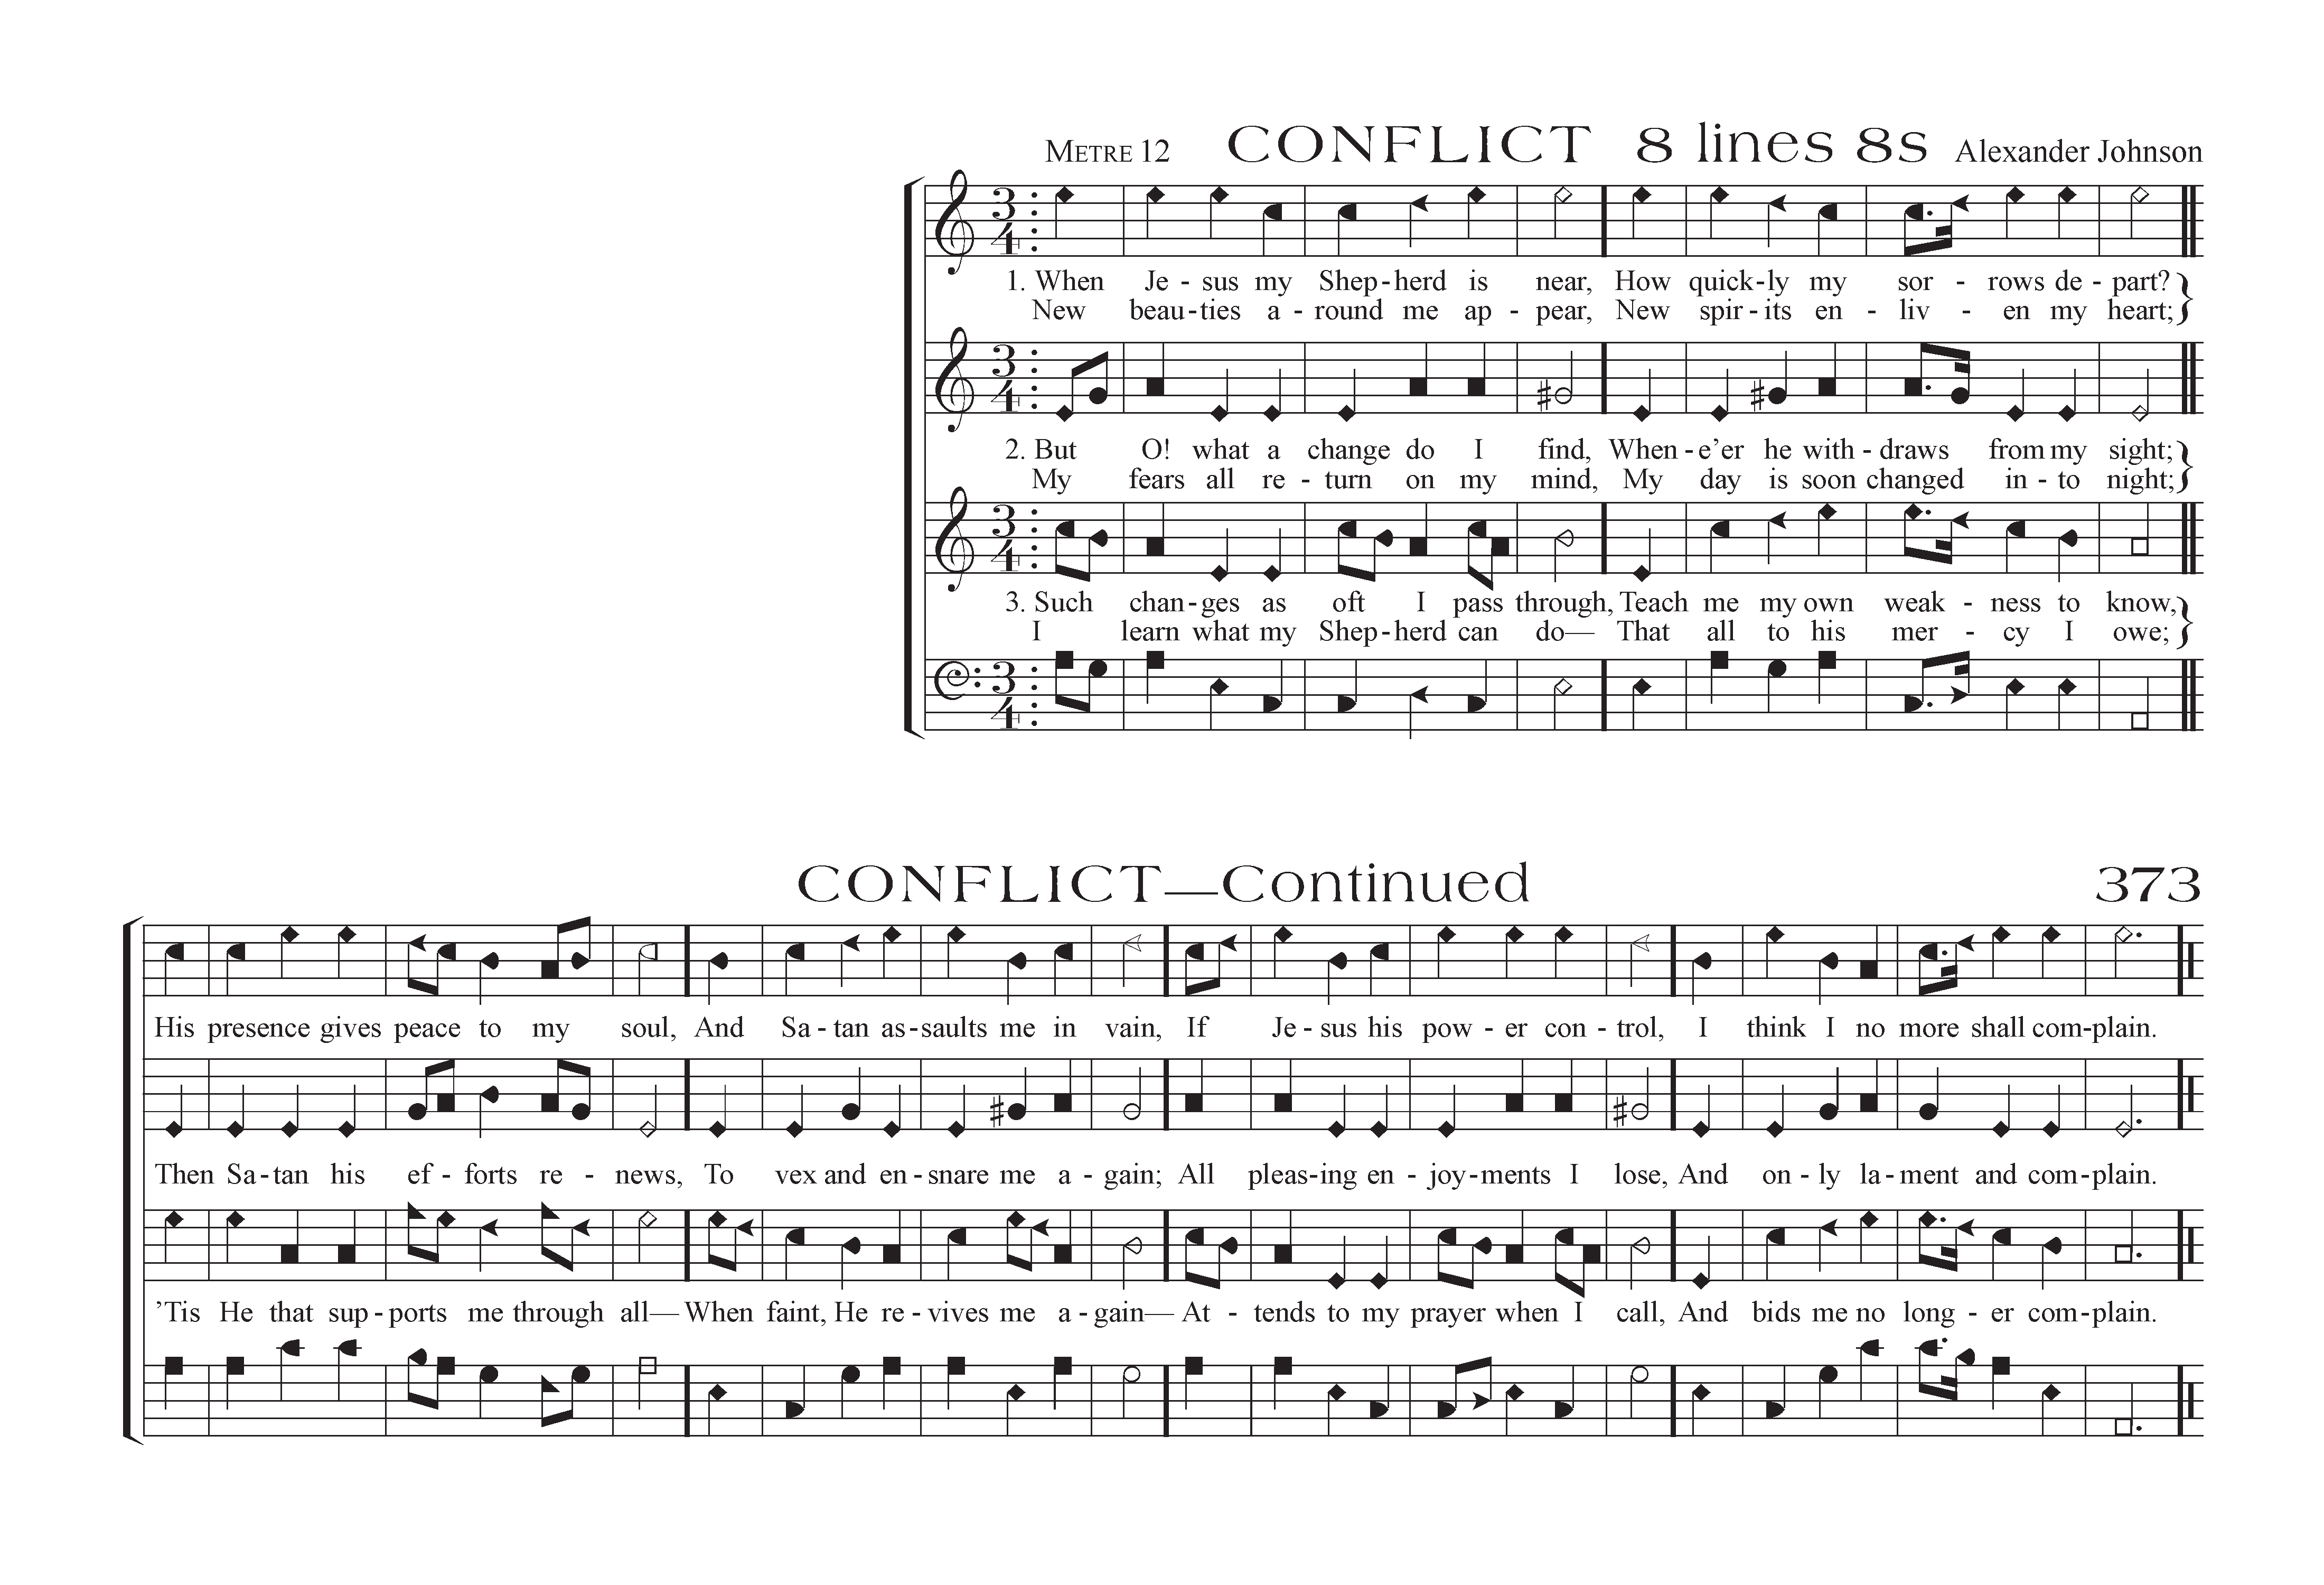 METRE 12 CONFLICT 8 lines 8s Alexander Johnson
3 4
1. When Je - sus my Shep - herd is near, How quick - ly my sor - rows de - part?
New beau - ties a - round me ap - pear, New spir - its en - liv - en my heart;
3 4
2. But O! what a change do I find, When - e’er he with - draws from my sight;
My fears all re - turn on my mind, My day is soon changed in - to night;
3 4
3. Such chan - ges as oft I pass through, Teach me my own weak - ness to know,
I learn what my Shep - herd can do— That all to his mer - cy I owe;
3 4
CONFLICT—Continued 373
His presence gives peace to my soul, And Sa - tan as - saults me in vain, If Je - sus his pow - er con - trol, I think I no more shall com - plain.
Then Sa - tan his ef - forts re - news, To vex and en - snare me a - gain; All pleas - ing en - joy - ments I lose, And on - ly la - ment and com - plain.
’Tis He that sup - ports me through all— When faint, He re - vives me a - gain— At - tends to my prayer when I call, And bids me no long - er com - plain.